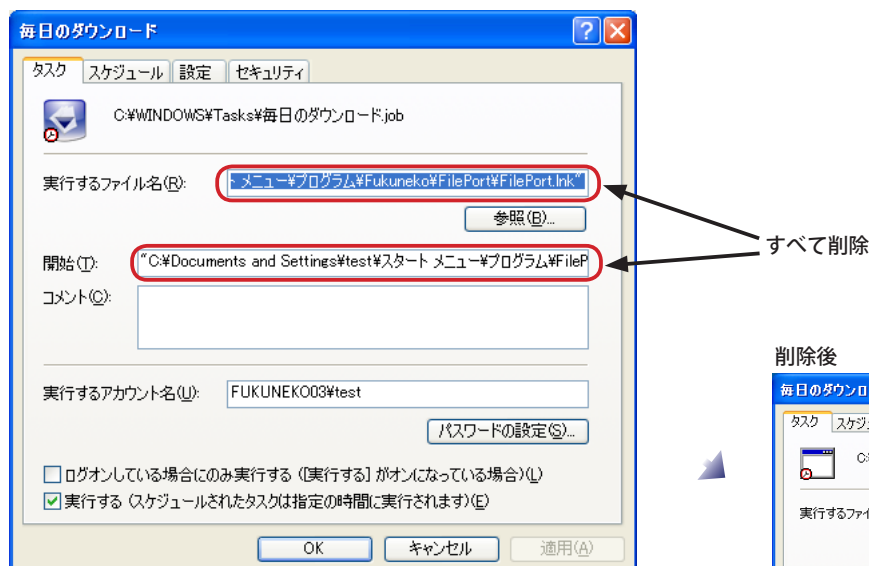 毎日のダウンロード
タスク スケジュール 設定 セキュリティ
C:¥WINDOWS¥Tasks¥毎日のダウンロード.job
実行するファイル名(R): メニュー¥プログラム¥Fukuneko¥FilePort¥FilePort.lnk"
参照(B)...
すべて削除
開始(T): "C:¥Documents and Settings¥test¥スタート メニュー¥プログラム¥FileP
コメント(C):
実行するアカウント名(U): FUKUNEKO03¥test
パスワードの設定(S)...
ログオンしている場合にのみ実行する ([実行する] がオンになっている場合)(L)
実行する (スケジュールされたタスクは指定の時間に実行されます)(E)
OK キャンセル 適用(A)
削除後
毎日のダウンロ
タスク スケジ
C:
実行するファイ